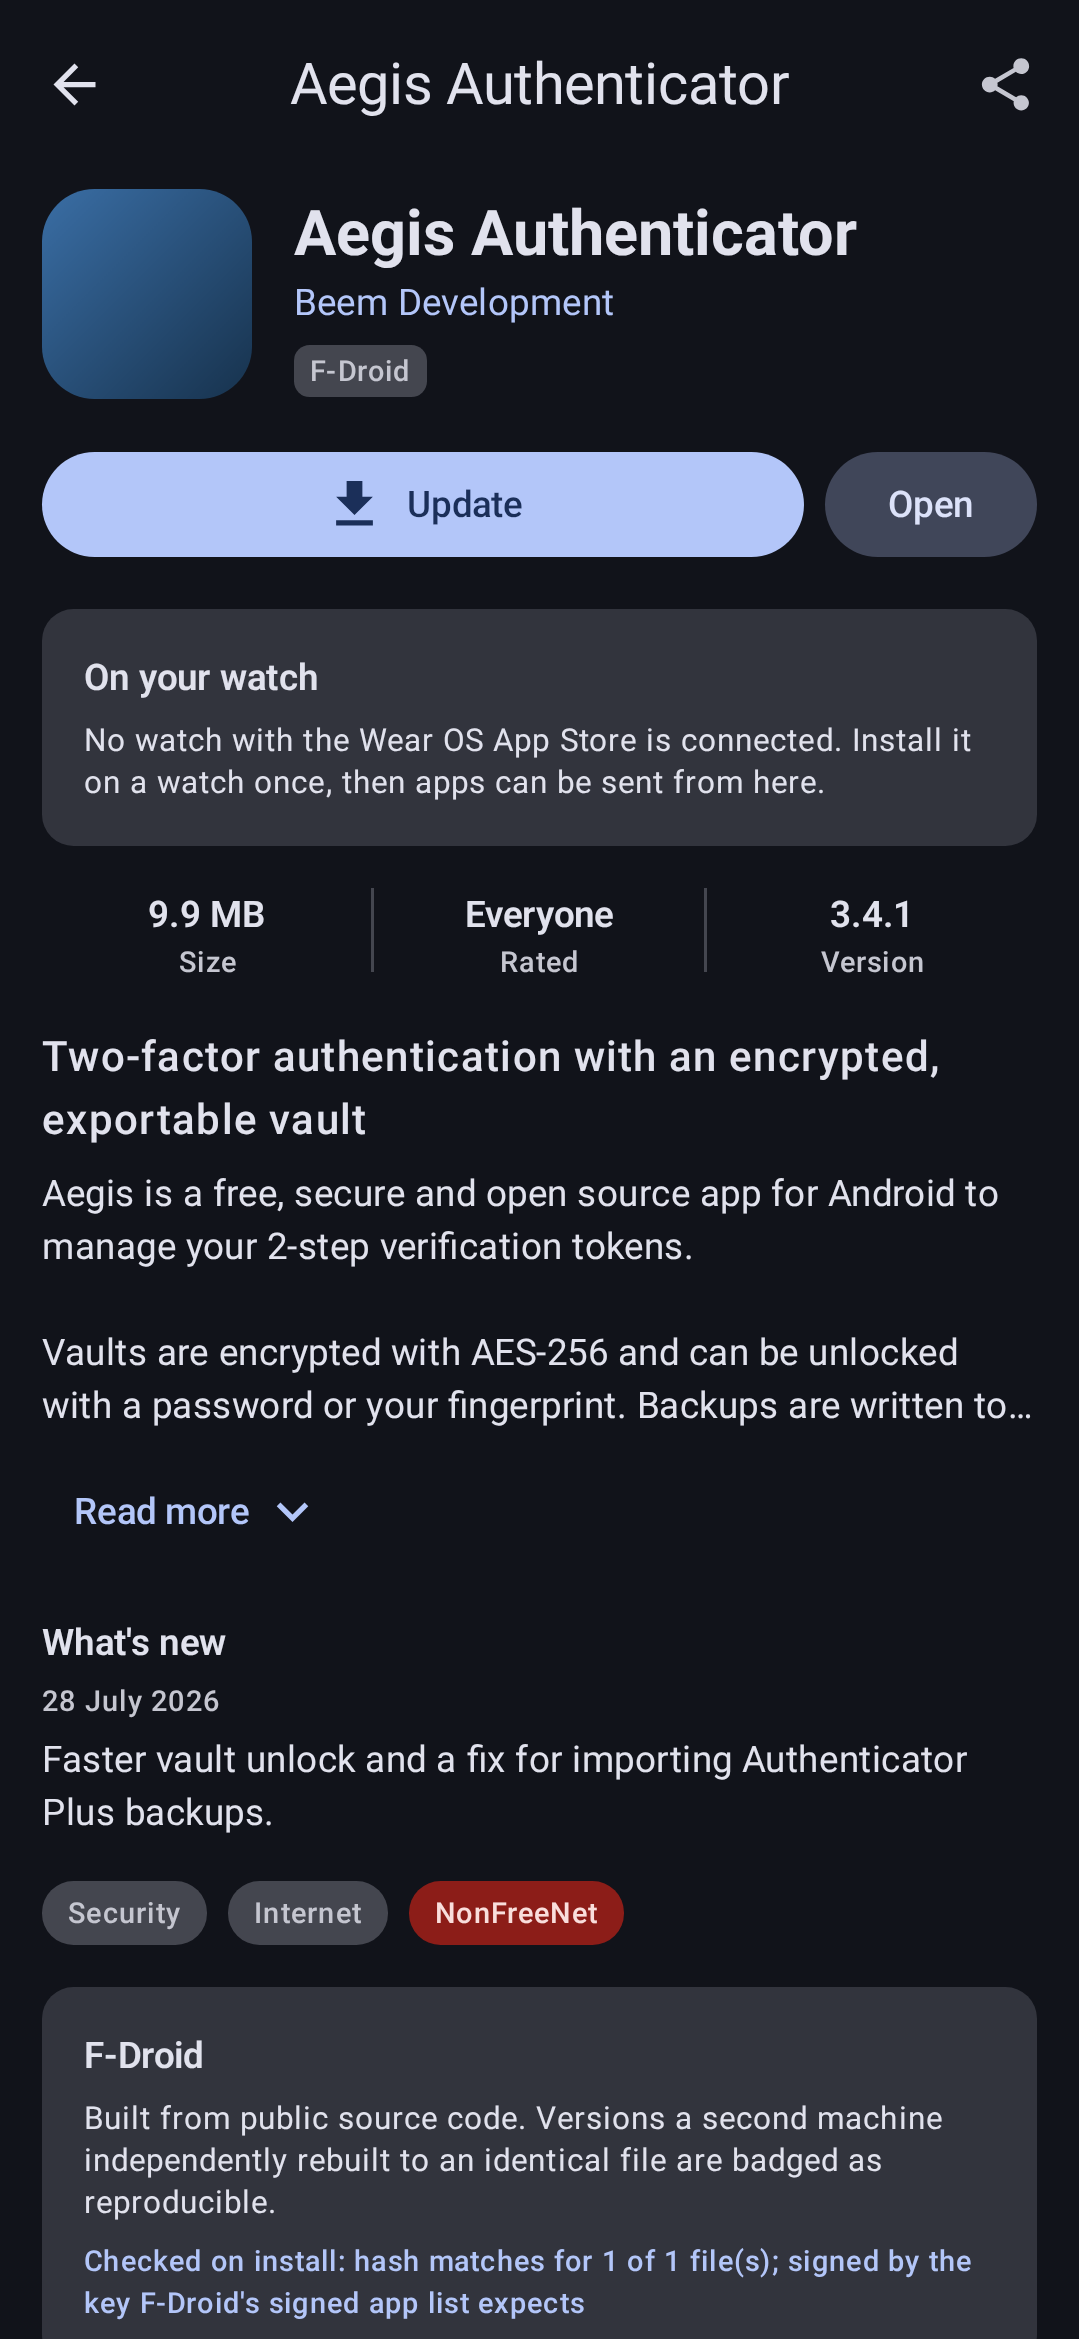 Aegis Authenticator
Aegis Authenticator
Beem Development
F-Droid
Update
Open
On your watch
No watch with the Wear OS App Store is connected. Install it
on a watch once, then apps can be sent from here.
9.9 MB
Size
Everyone
Rated
3.4.1
Version
Two-factor authentication with an encrypted,
exportable vault
Aegis is a free, secure and open source app for Android to
manage your 2-step verification tokens.
Vaults are encrypted with AES-256 and can be unlocked
with a password or your fingerprint. Backups are written to…
Read more
What's new
28 July 2026
Faster vault unlock and a fix for importing Authenticator
Plus backups.
Security
Internet
NonFreeNet
F-Droid
Built from public source code. Versions a second machine
independently rebuilt to an identical file are badged as
reproducible.
Checked on install: hash matches for 1 of 1 file(s); signed by the
key F-Droid's signed app list expects